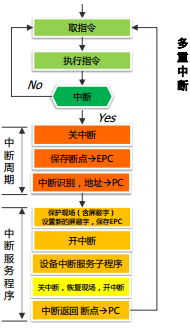 取指令
执行指令
No
中断
Yes
多重中断
关中断
保存断点→EPC
中断识别，地址→PC
中断周期
保护现场（含屏蔽字）
设置新的屏蔽字，保存EPC
开中断
设备中断服务子程序
关中断，恢复现场，开中断
中断返回 断点→PC
中断服务程序